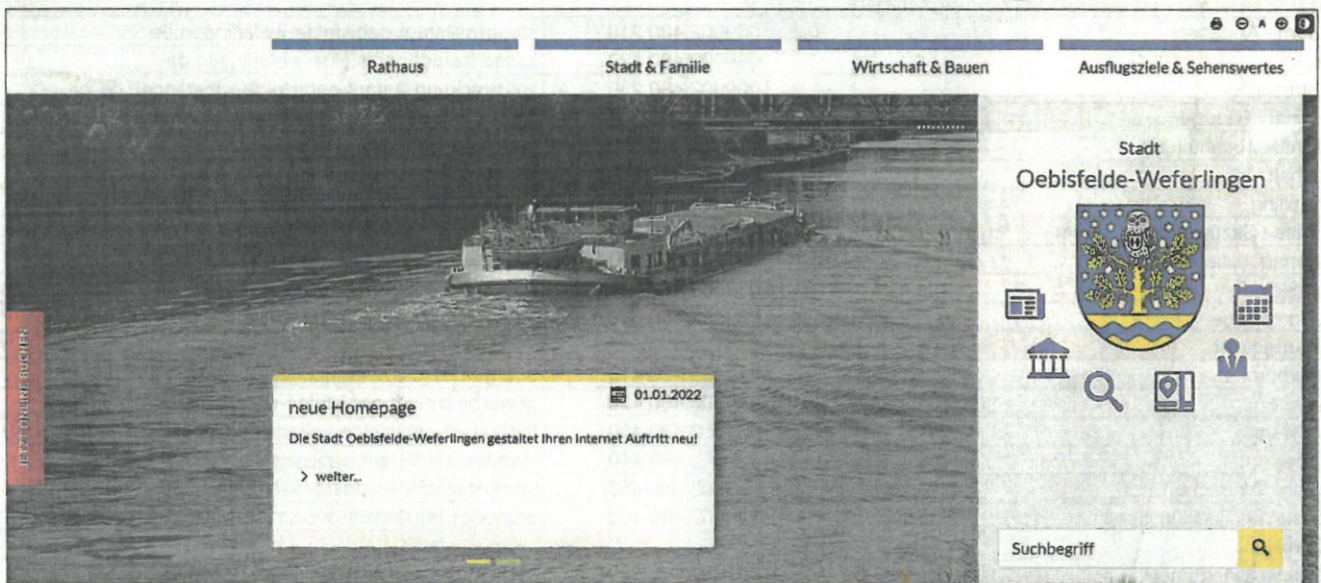 A
Rathaus
Stadt & Familie
Wirtschaft & Bauen
Ausflugsziele & Sehenswertes
Stadt
Oebisfelde-Weferlingen
JETZT ONLINE BUCHEN
neue Homepage
01.01.2022
Die Stadt Oebisfelde-Weferlingen gestaltet ihren Internet Auftritt neu!
> weiter...
Suchbegriff